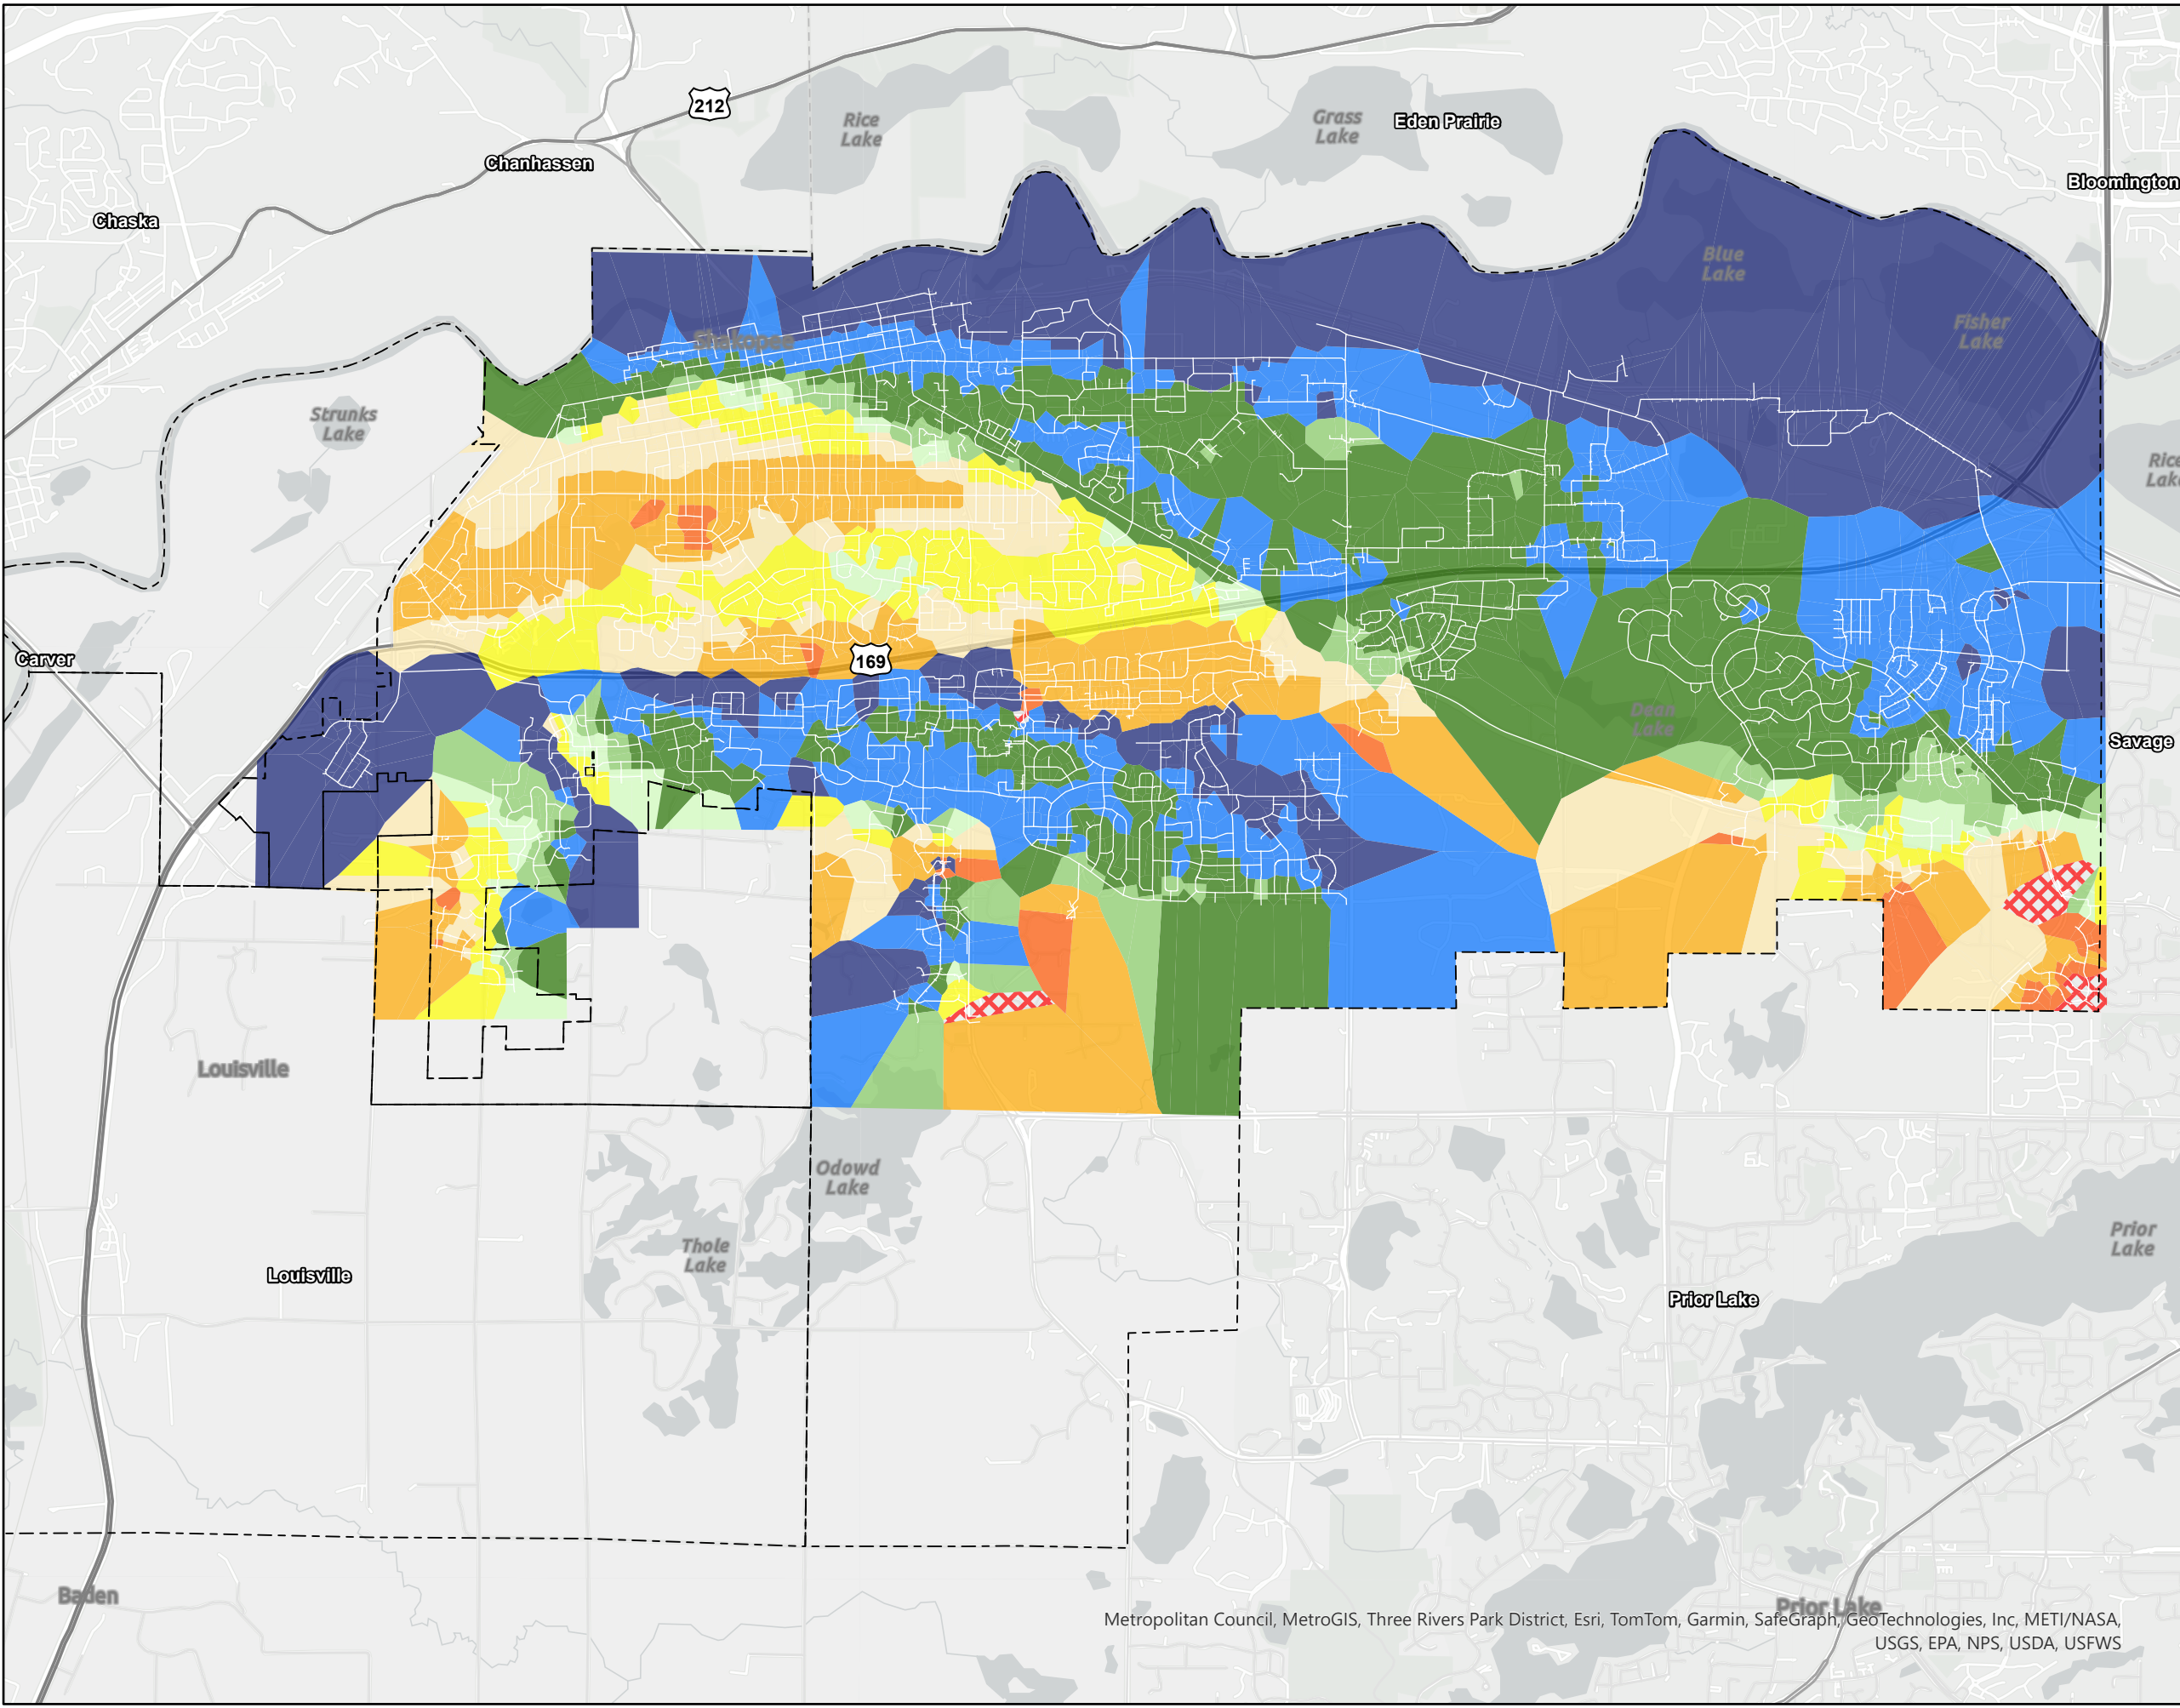 212
Rice
Lake
Grass
Lake
Eden Prairie
Chanhassen
Bloomington
Chaska
Blue
Lake
Fisher
Lake
Shakopee
Strunks
Lake
Rice
Lake
Carver
169
Dean
Lake
Savage
Louisville
Odowd
Lake
Thole
Lake
Prior
Lake
Louisville
Prior Lake
Baden
Prior Lake
Metropolitan Council, MetroGIS, Three Rivers Park District, Esri, TomTom, Garmin, SafeGraph, GeoTechnologies, Inc, METI/NASA,
USGS, EPA, NPS, USDA, USFWS